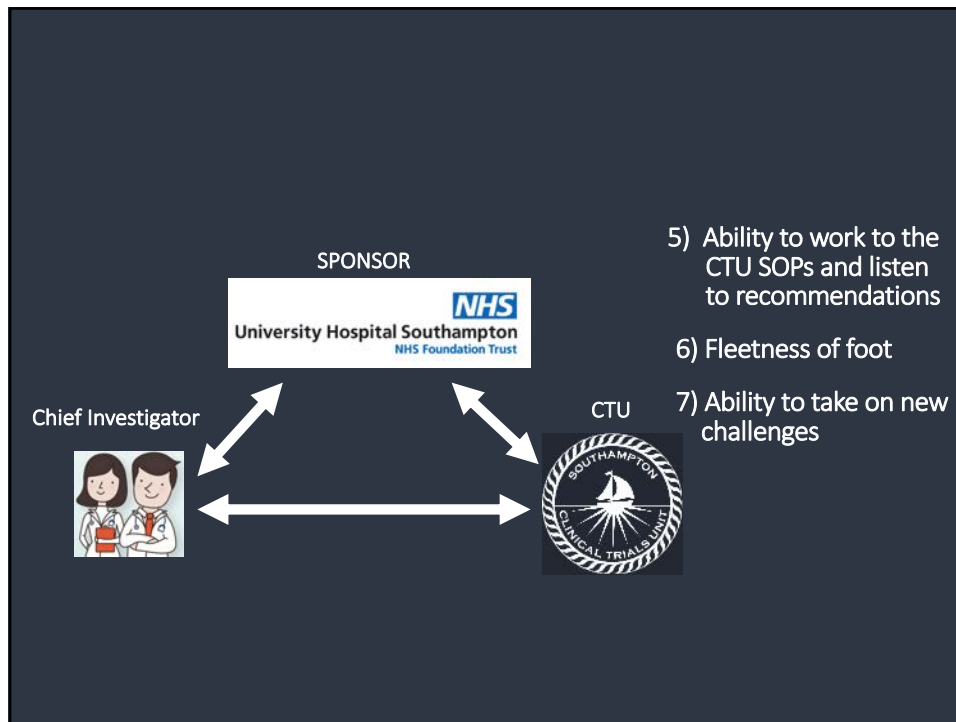 SPONSOR
NHS
University Hospital Southampton
NHS Foundation Trust
Chief Investigator
CTU
SOUTHAMPTON
CLINICAL TRIALS UNIT
5) Ability to work to the
CTU SOPs and listen
to recommendations
6) Fleetness of foot
7) Ability to take on new
challenges